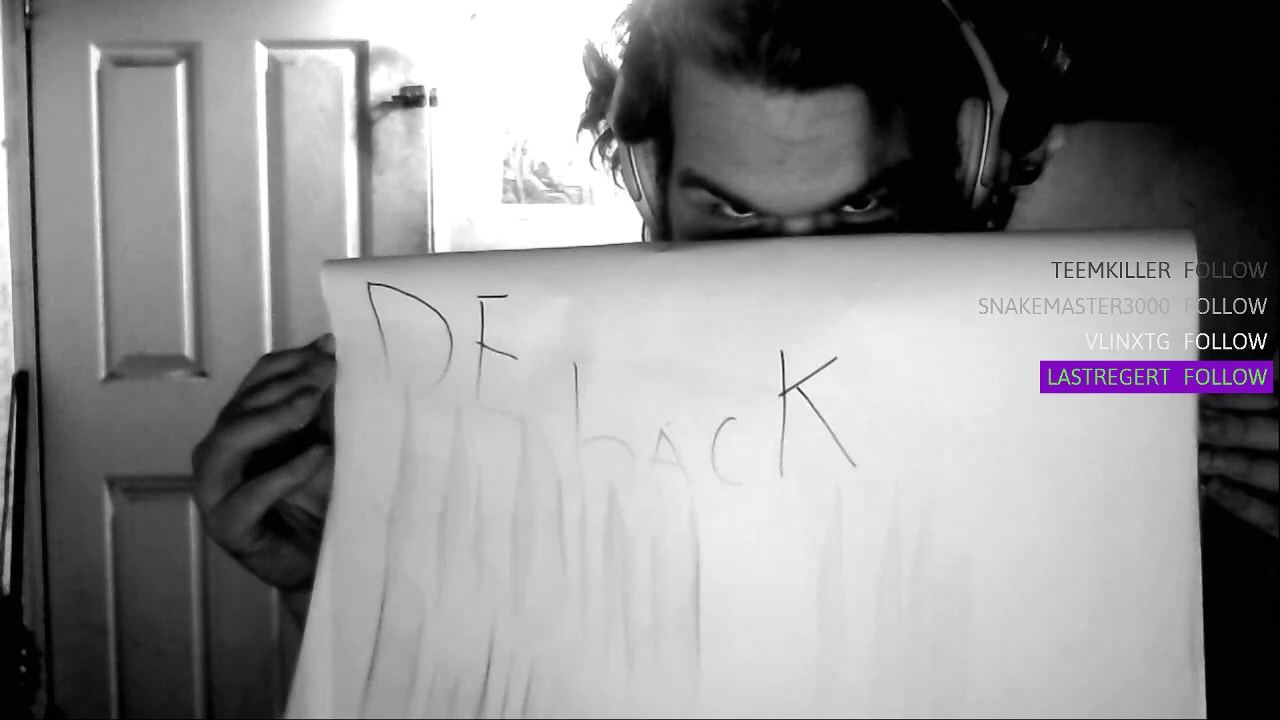 DE back
TEEMKILLER FOLLOW
SNAKEMASTER3000 FOLLOW
VLINXTG FOLLOW
LASTREGERT FOLLOW